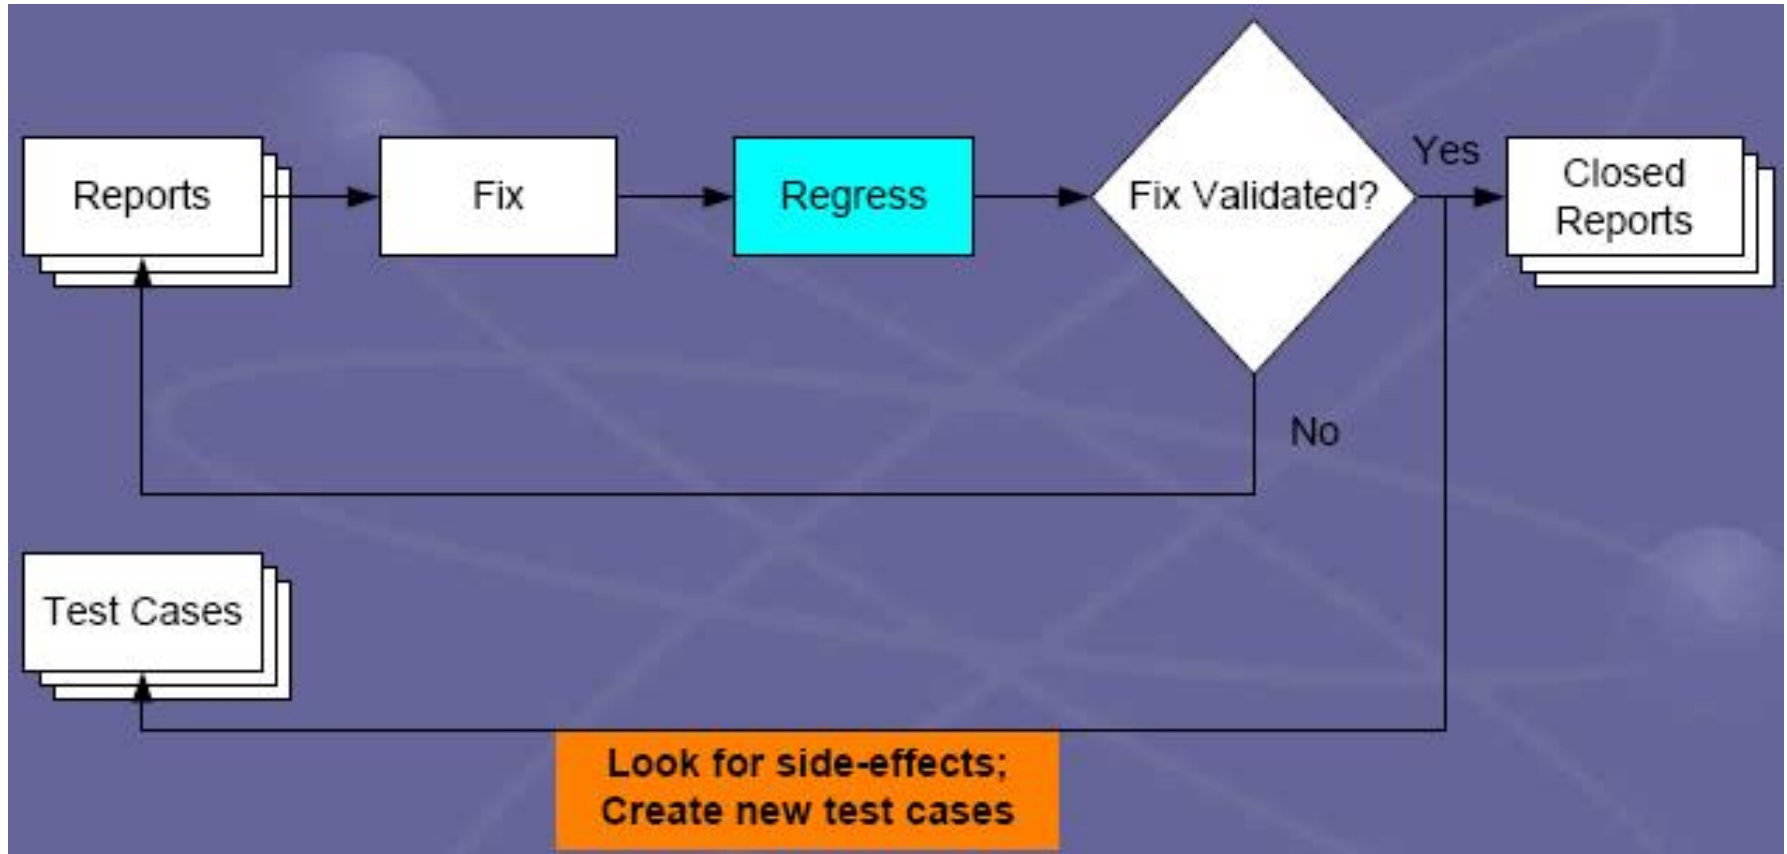 Reports
Fix
Regress
Fix Validated?
Yes
Closed
Reports
No
Test Cases
Look for side-effects;
Create new test cases